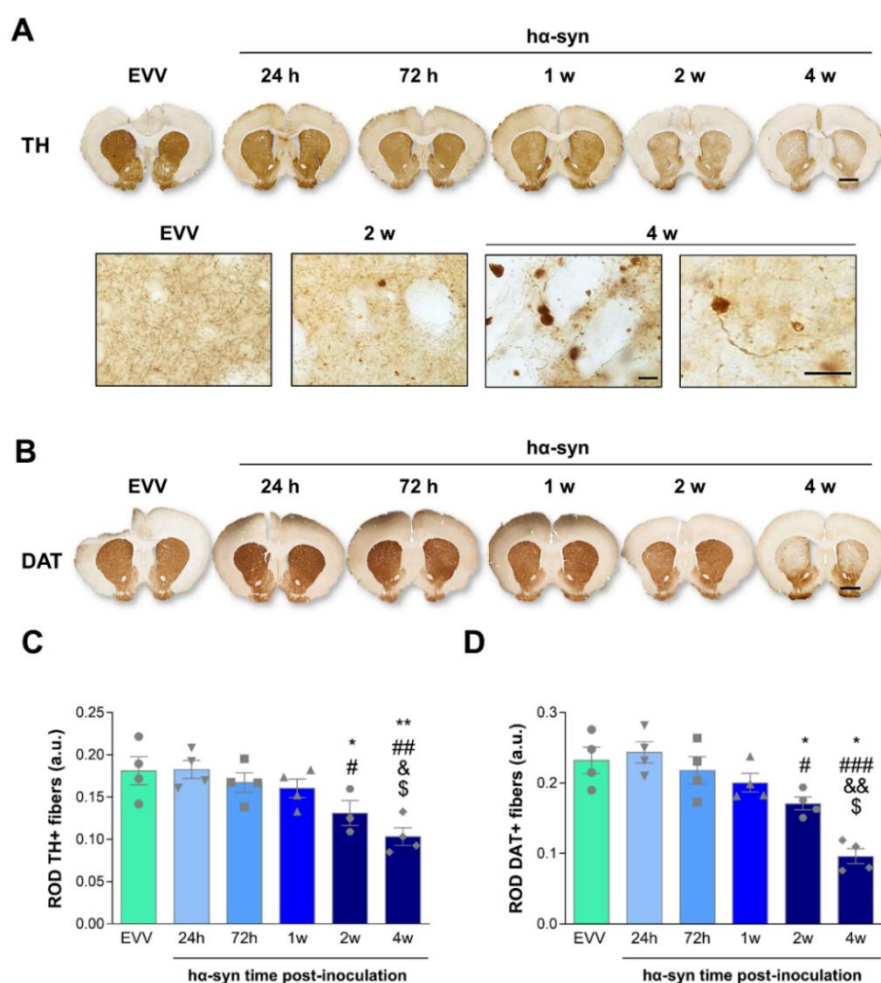 A
hα-syn
EVV 24 h 72 h 1 w 2 w 4 w
TH
EVV 2 w 4 w
B
hα-syn
EVV 24 h 72 h 1 w 2 w 4 w
DAT
C
ROD TH+ fibers (a.u.)
0.25
0.20
0.15
0.10
0.05
0.00
*
#
**
##
&
$
EVV 24h 72h 1w 2w 4w
hα-syn time post-inoculation
D
ROD DAT+ fibers (a.u.)
0.3
0.2
0.1
0.0
*
#
*
###
&&
$
EVV 24h 72h 1w 2w 4w
hα-syn time post-inoculation